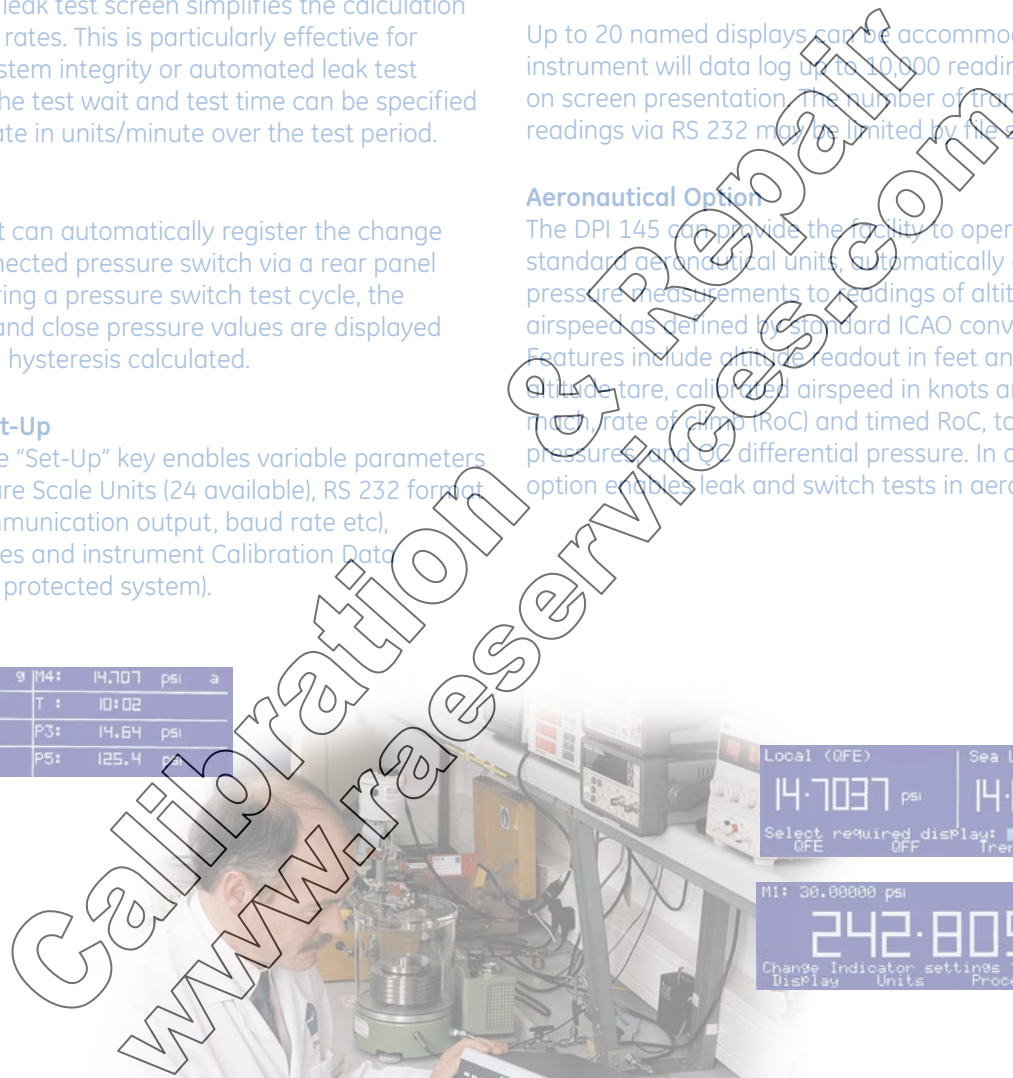 leak test screen simplifies the calculation
rates. This is particularly effective for
stem integrity or automated leak test
he test wait and test time can be specified
ate in units/minute over the test period.
t can automatically register the change
nected pressure switch via a rear panel
ring a pressure switch test cycle, the
and close pressure values are displayed
hysteresis calculated.
t-Up
e “Set-Up” key enables variable parameters
ure Scale Units (24 available), RS 232 format
mmunication output, baud rate etc),
es and instrument Calibration Data
protected system).
Up to 20 named displays can be accommod
instrument will data log up to 10,000 readin
on screen presentation. The number of tran
readings via RS 232 may be limited by file s
Aeronautical Option
The DPI 145 can provide the facility to oper
standard aeronautical units, automatically
pressure measurements to readings of altit
airspeed as defined by standard ICAO conv
Features include altitude readout in feet an
altitude tare, calibrated airspeed in knots an
mach, rate of climb (RoC) and timed RoC, to
pressures and QC differential pressure. In a
option enables leak and switch tests in aero
Calibration & Repair
www.raeservices.com
g M4: 14.707 psi a
T : 10:02
P3: 14.64 psi
P5: 125.4 psi
Local (QFE) Sea L
14.7037 psi 14.
Select required display:
QFE QFF Tren
M1: 30.00000 psi
242.805
Change Indicator settings ?
Display Units Proce